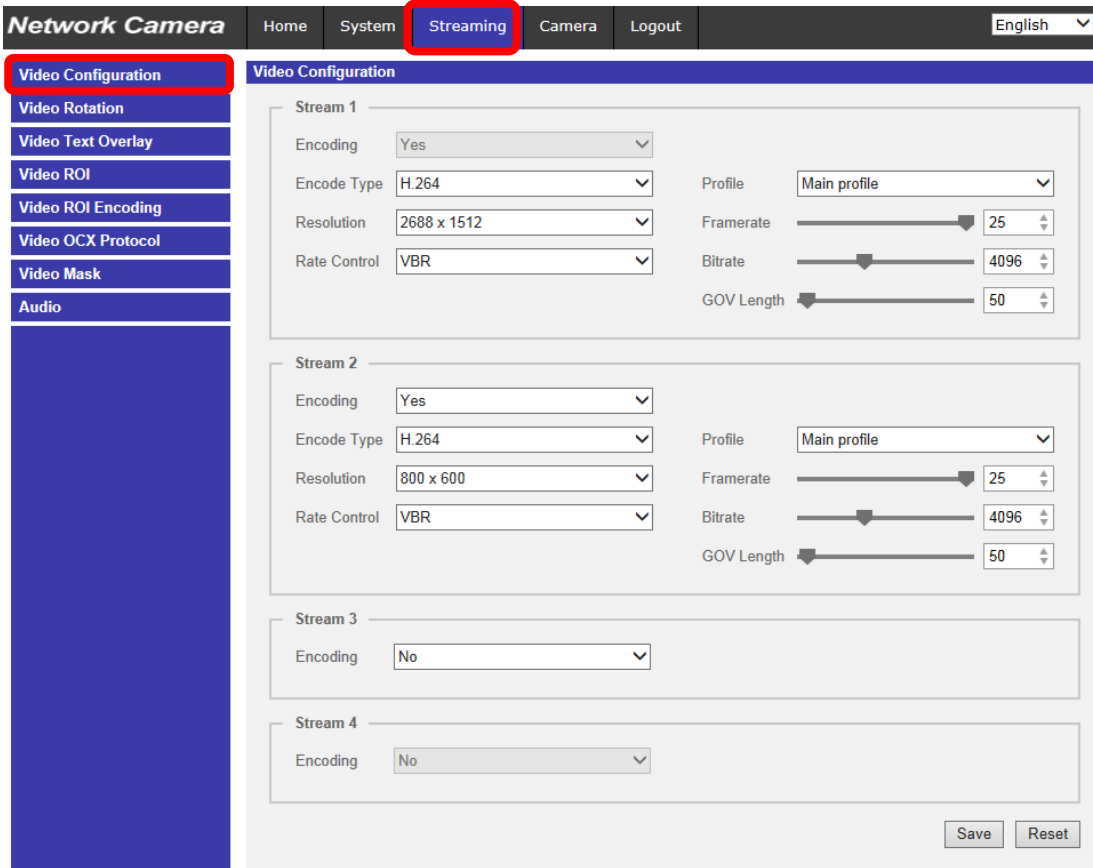 Network Camera Home System Streaming Camera Logout English
Video Configuration
Video Rotation
Video Text Overlay
Video ROI
Video ROI Encoding
Video OCX Protocol
Video Mask
Audio
Video Configuration
Stream 1
Encoding Yes
Encode Type H.264 Profile Main profile
Resolution 2688 x 1512 Framerate 25
Rate Control VBR Bitrate 4096
GOV Length 50
Stream 2
Encoding Yes
Encode Type H.264 Profile Main profile
Resolution 800 x 600 Framerate 25
Rate Control VBR Bitrate 4096
GOV Length 50
Stream 3
Encoding No
Stream 4
Encoding No
Save Reset